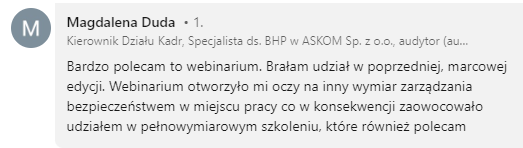 M
Magdalena Duda • 1.
Kierownik Działu Kadr, Specjalista ds. BHP w ASKOM Sp. z o.o., audytor (au...
Bardzo polecam to webinarium. Brałam udział w poprzedniej, marcowej
edycji. Webinarium otworzyło mi oczy na inny wymiar zarządzania
bezpieczeństwem w miejscu pracy co w konsekwencji zaowocowało
udziałem w pełnowymiarowym szkoleniu, które również polecam